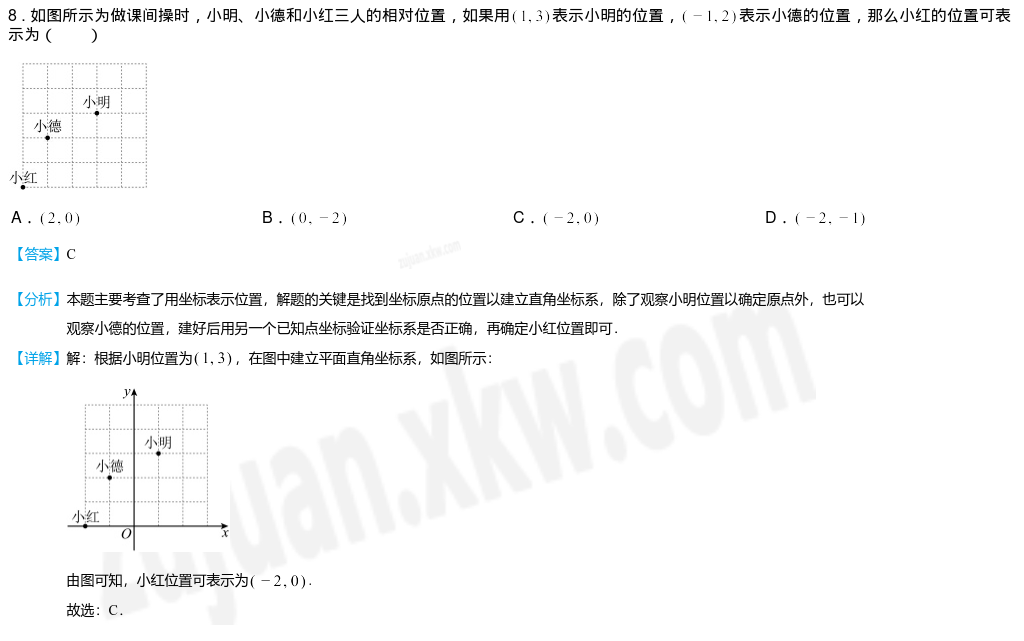 8．如图所示为做课间操时，小明、小德和小红三人的相对位置，如果用(1,3)表示小明的位置，(−1,2)表示小德的位置，那么小红的位置可表
示为（　　）
小明
小德
小红
A．(2,0)　B．(0,−2)　C．(−2,0)　D．(−2,−1)
【答案】C
zujuan.xkw.com
【分析】本题主要考查了用坐标表示位置，解题的关键是找到坐标原点的位置以建立直角坐标系，除了观察小明位置以确定原点外，也可以
观察小德的位置，建好后用另一个已知点坐标验证坐标系是否正确，再确定小红位置即可．
【详解】解：根据小明位置为(1,3)，在图中建立平面直角坐标系，如图所示：
y
小明
小德
小红
O x
zujuan.xkw.com
由图可知，小红位置可表示为(−2,0)．
故选：C．